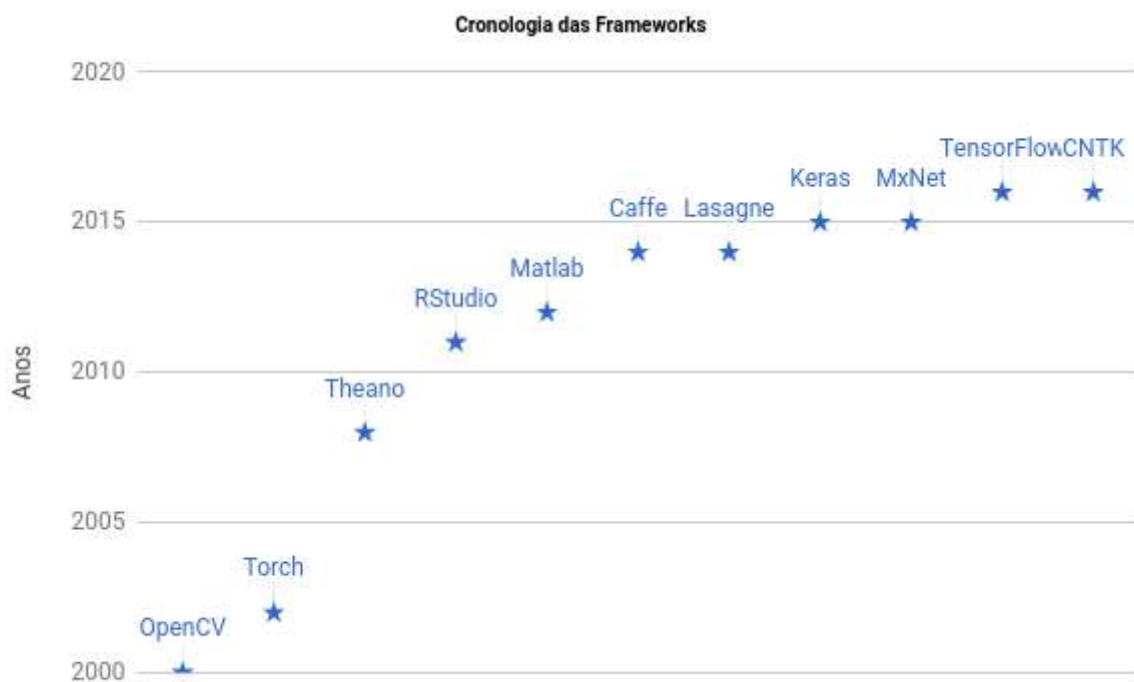 Cronologia das Frameworks
2020
TensorFlow CNTK
Keras MxNet
2015
Caffe Lasagne
Matlab
RStudio
2010
Anos
Theano
2005
Torch
OpenCV
2000